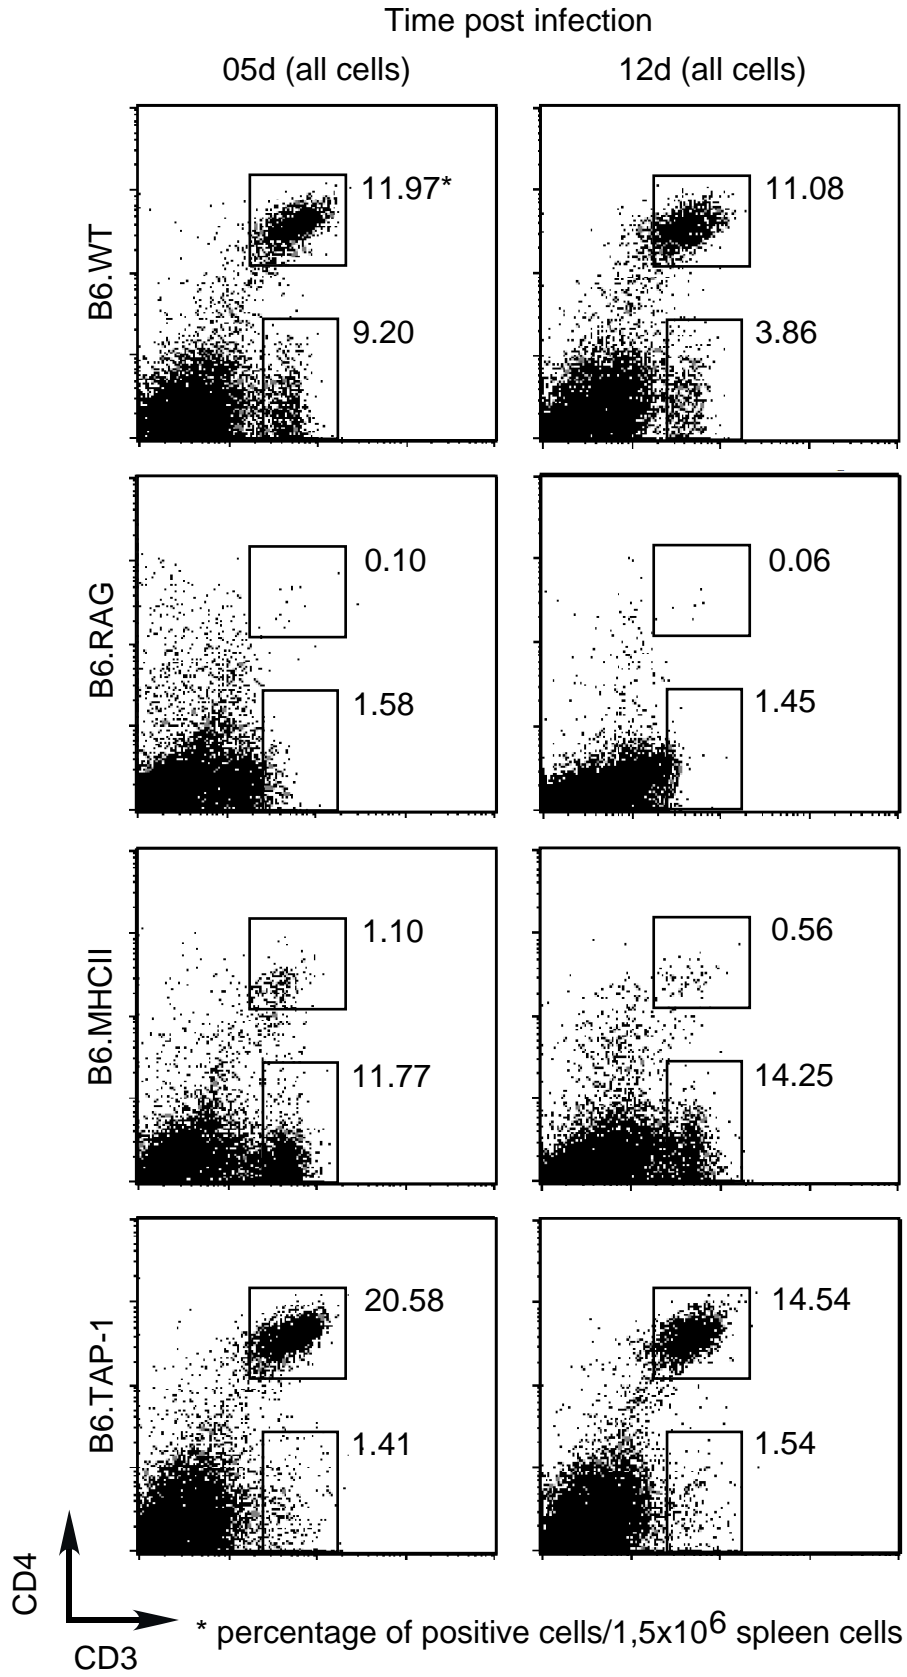 Time post infection
05d (all cells) 12d (all cells)
B6.WT
11.97* 11.08
9.20 3.86
B6.RAG
0.10 0.06
1.58 1.45
B6.MHCII
1.10 0.56
11.77 14.25
B6.TAP-1
20.58 14.54
1.41 1.54
CD4
CD3
* percentage of positive cells/1,5x10⁶ spleen cells